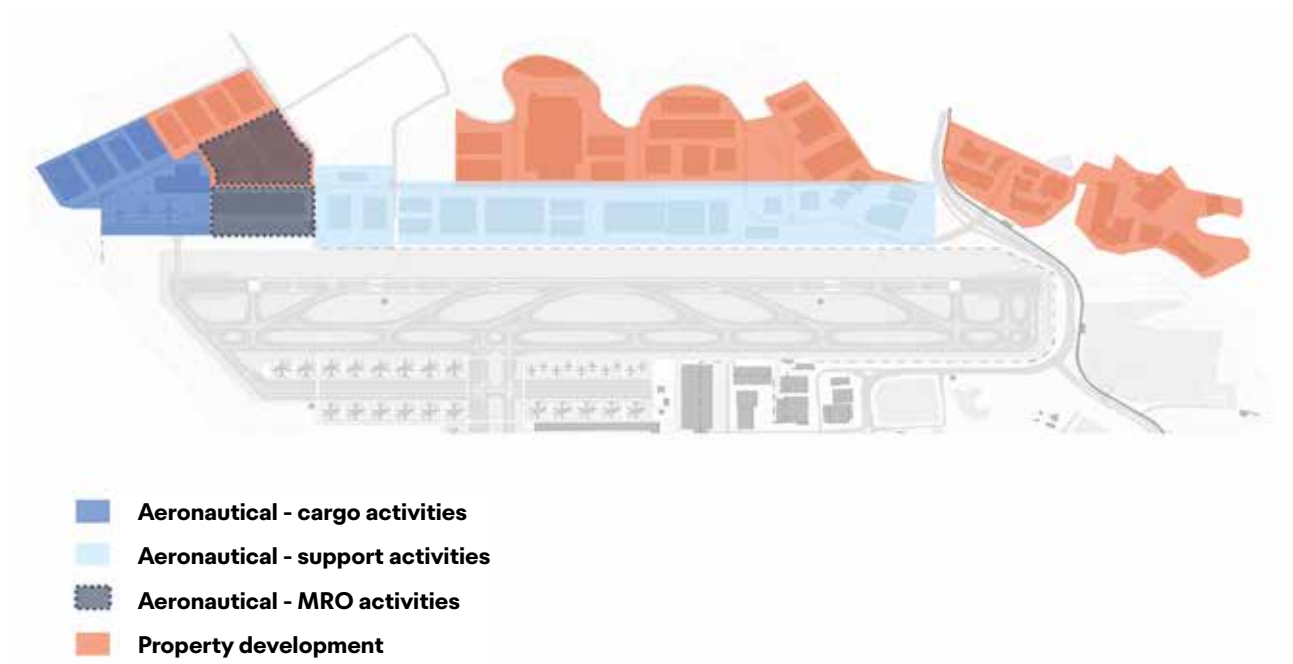 Aeronautical - cargo activities
Aeronautical - support activities
Aeronautical - MRO activities
Property development